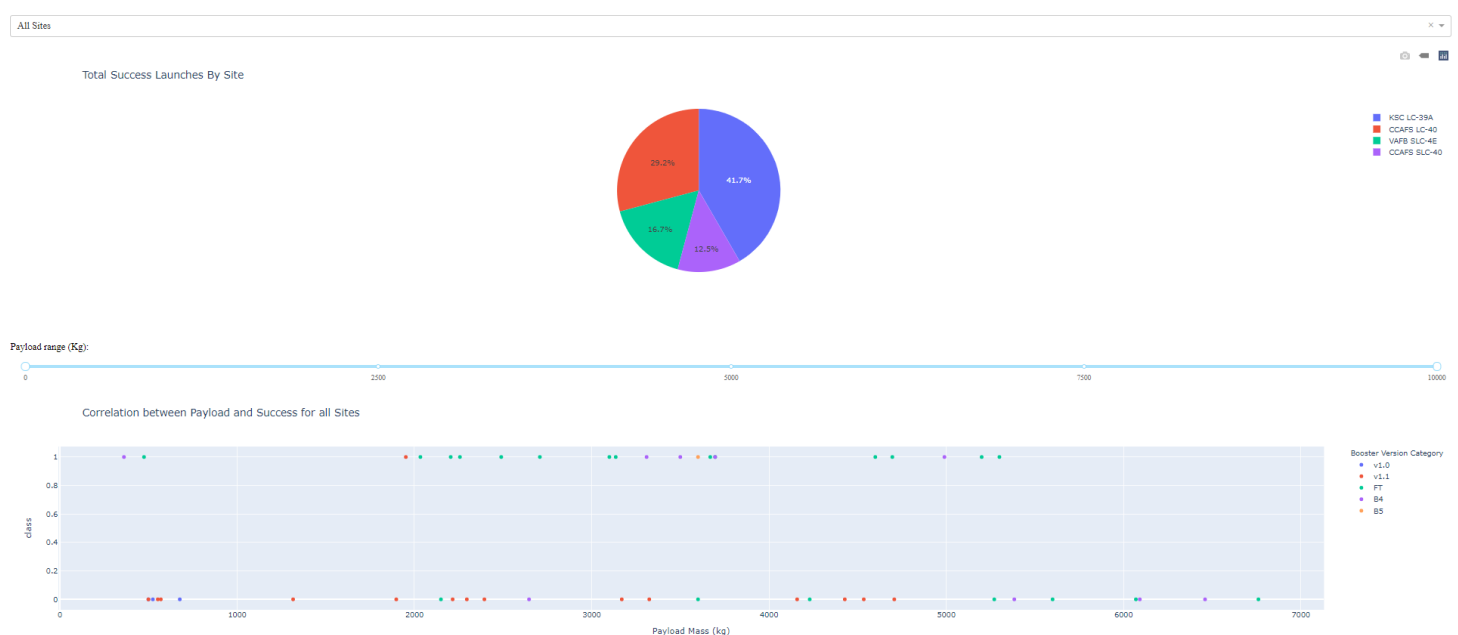 All Sites
Total Success Launches By Site
KSC LC-39A
CCAFS LC-40
VAFB SLC-4E
CCAFS SLC-40
29.2%
41.7%
16.7%
12.5%
Payload range (Kg):
0 2500 5000 7500 10000
Correlation between Payload and Success for all Sites
Booster Version Category
v1.0
v1.1
FT
B4
B5
class
1
0.8
0.6
0.4
0.2
0
0 1000 2000 3000 4000 5000 6000 7000
Payload Mass (kg)